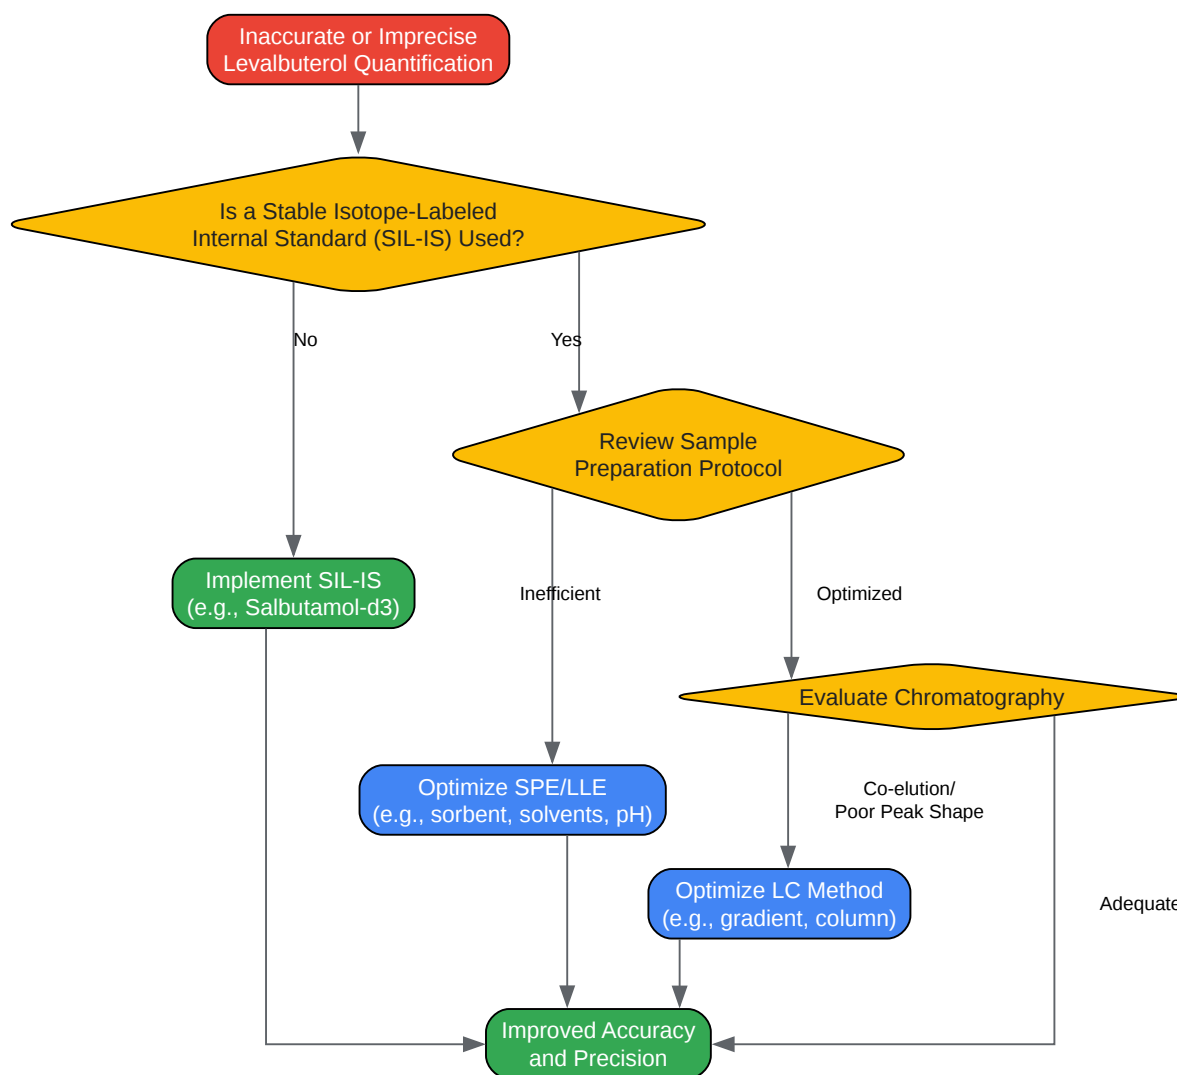 Inaccurate or Imprecise
Levalbuterol Quantification
Is a Stable Isotope-Labeled
Internal Standard (SIL-IS) Used?
No
Yes
Review Sample
Preparation Protocol
Implement SIL-IS
(e.g., Salbutamol-d3)
Inefficient
Optimized
Evaluate Chromatography
Optimize SPE/LLE
(e.g., sorbent, solvents, pH)
Co-elution/
Poor Peak Shape
Optimize LC Method
(e.g., gradient, column)
Adequate
Improved Accuracy
and Precision